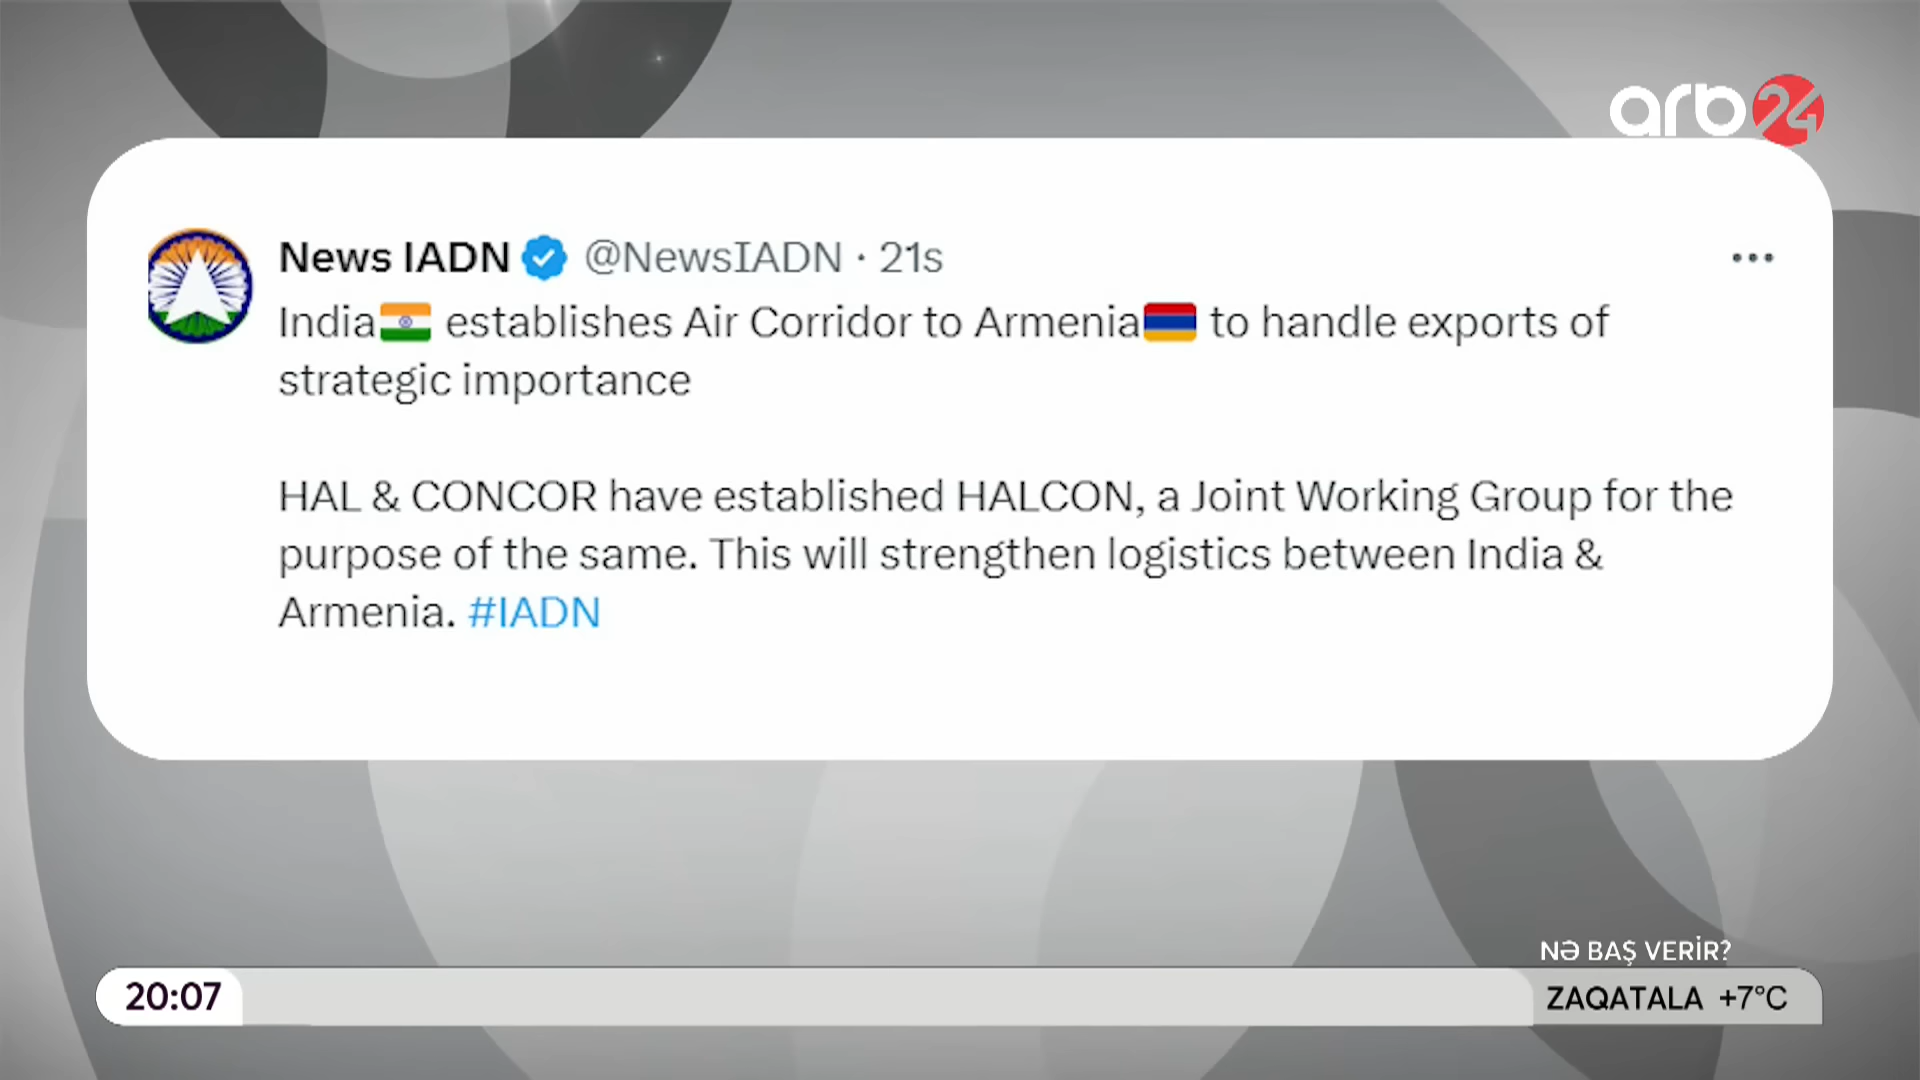 arb24
News IADN @NewsIADN · 21s
India🇮🇳 establishes Air Corridor to Armenia🇦🇲 to handle exports of
strategic importance
HAL & CONCOR have established HALCON, a Joint Working Group for the
purpose of the same. This will strengthen logistics between India &
Armenia. #IADN
NƏ BAŞ VERİR?
20:07
ZAQATALA +7°C